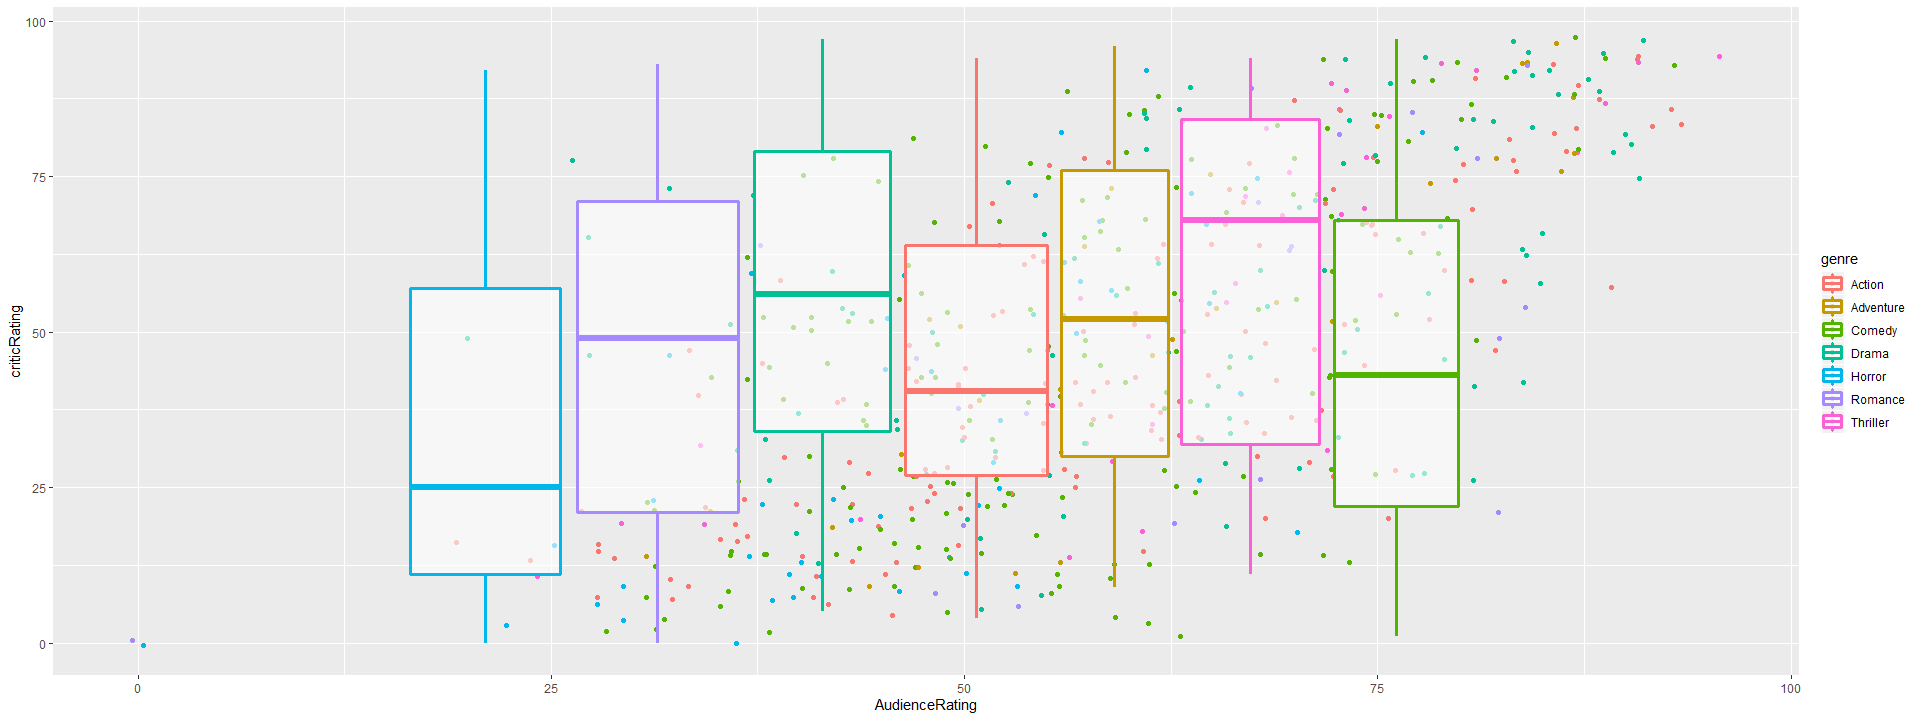 100
75
50
25
0
criticRating
0 25 50 75 100
AudienceRating
genre
Action
Adventure
Comedy
Drama
Horror
Romance
Thriller